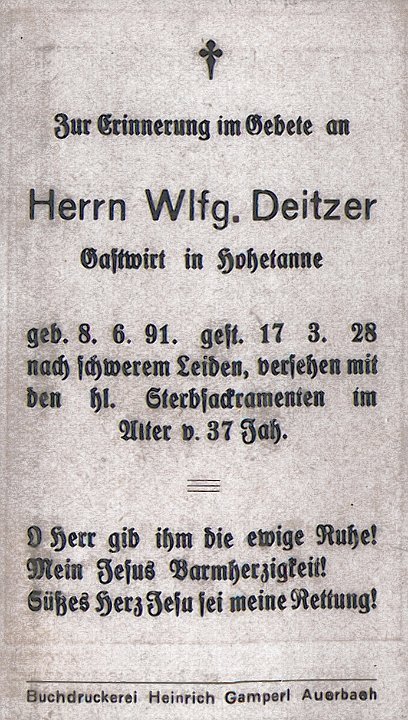 Zur Erinnerung im Gebete an
Herrn Wlfg. Deitzer
Gastwirt in Hohetanne
geb. 8. 6. 91. gest. 17 3. 28
nach schwerem Leiden, versehen mit
den hl. Sterbsackramenten im
Alter v. 37 Jah.
O Herr gib ihm die ewige Ruhe!
Mein Jesus Barmherzigkeit!
Süßes Herz Jesu sei meine Rettung!
Buchdruckerei Heinrich Gamperl Auerbach